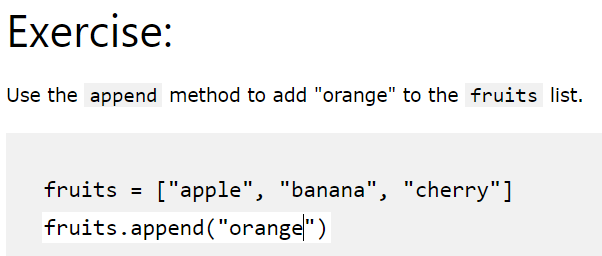 Exercise:
Use the append method to add "orange" to the fruits list.
fruits = ["apple", "banana", "cherry"]
fruits.append("orange")